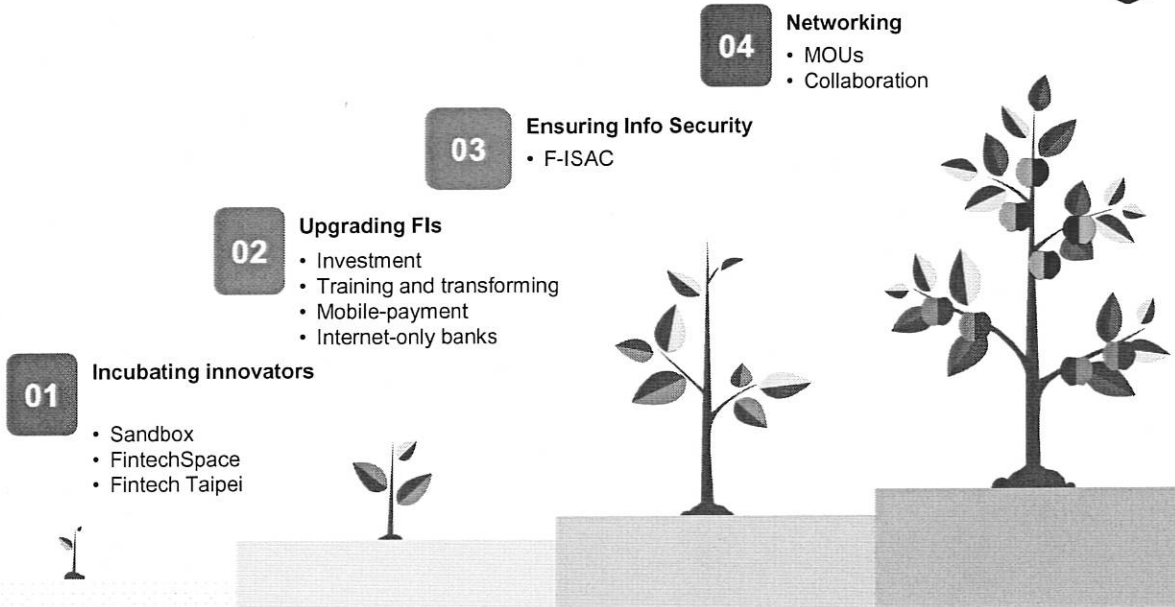 04
Networking
• MOUs
• Collaboration
03
Ensuring Info Security
• F-ISAC
02
Upgrading FIs
• Investment
• Training and transforming
• Mobile-payment
• Internet-only banks
01
Incubating innovators
• Sandbox
• FintechSpace
• Fintech Taipei